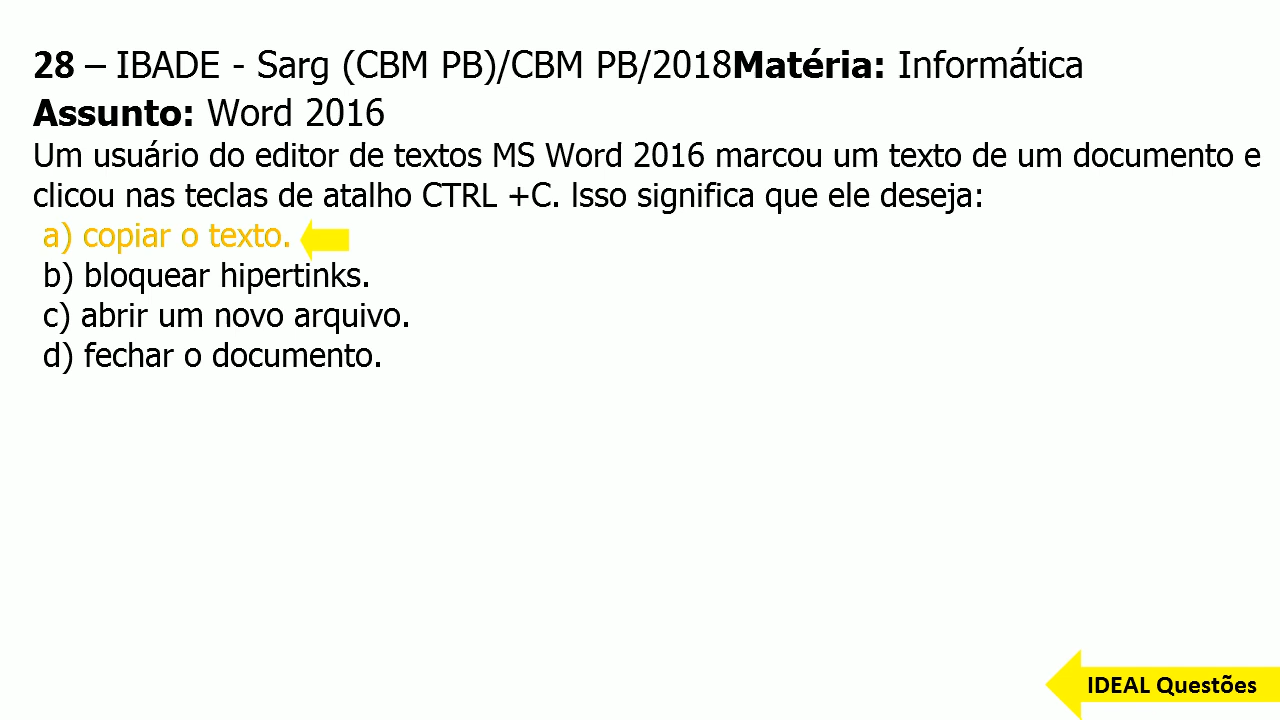 28 – IBADE - Sarg (CBM PB)/CBM PB/2018Matéria: Informática
Assunto: Word 2016
Um usuário do editor de textos MS Word 2016 marcou um texto de um documento e
clicou nas teclas de atalho CTRL +C. lsso significa que ele deseja:
a) copiar o texto.
b) bloquear hipertinks.
c) abrir um novo arquivo.
d) fechar o documento.
IDEAL Questões